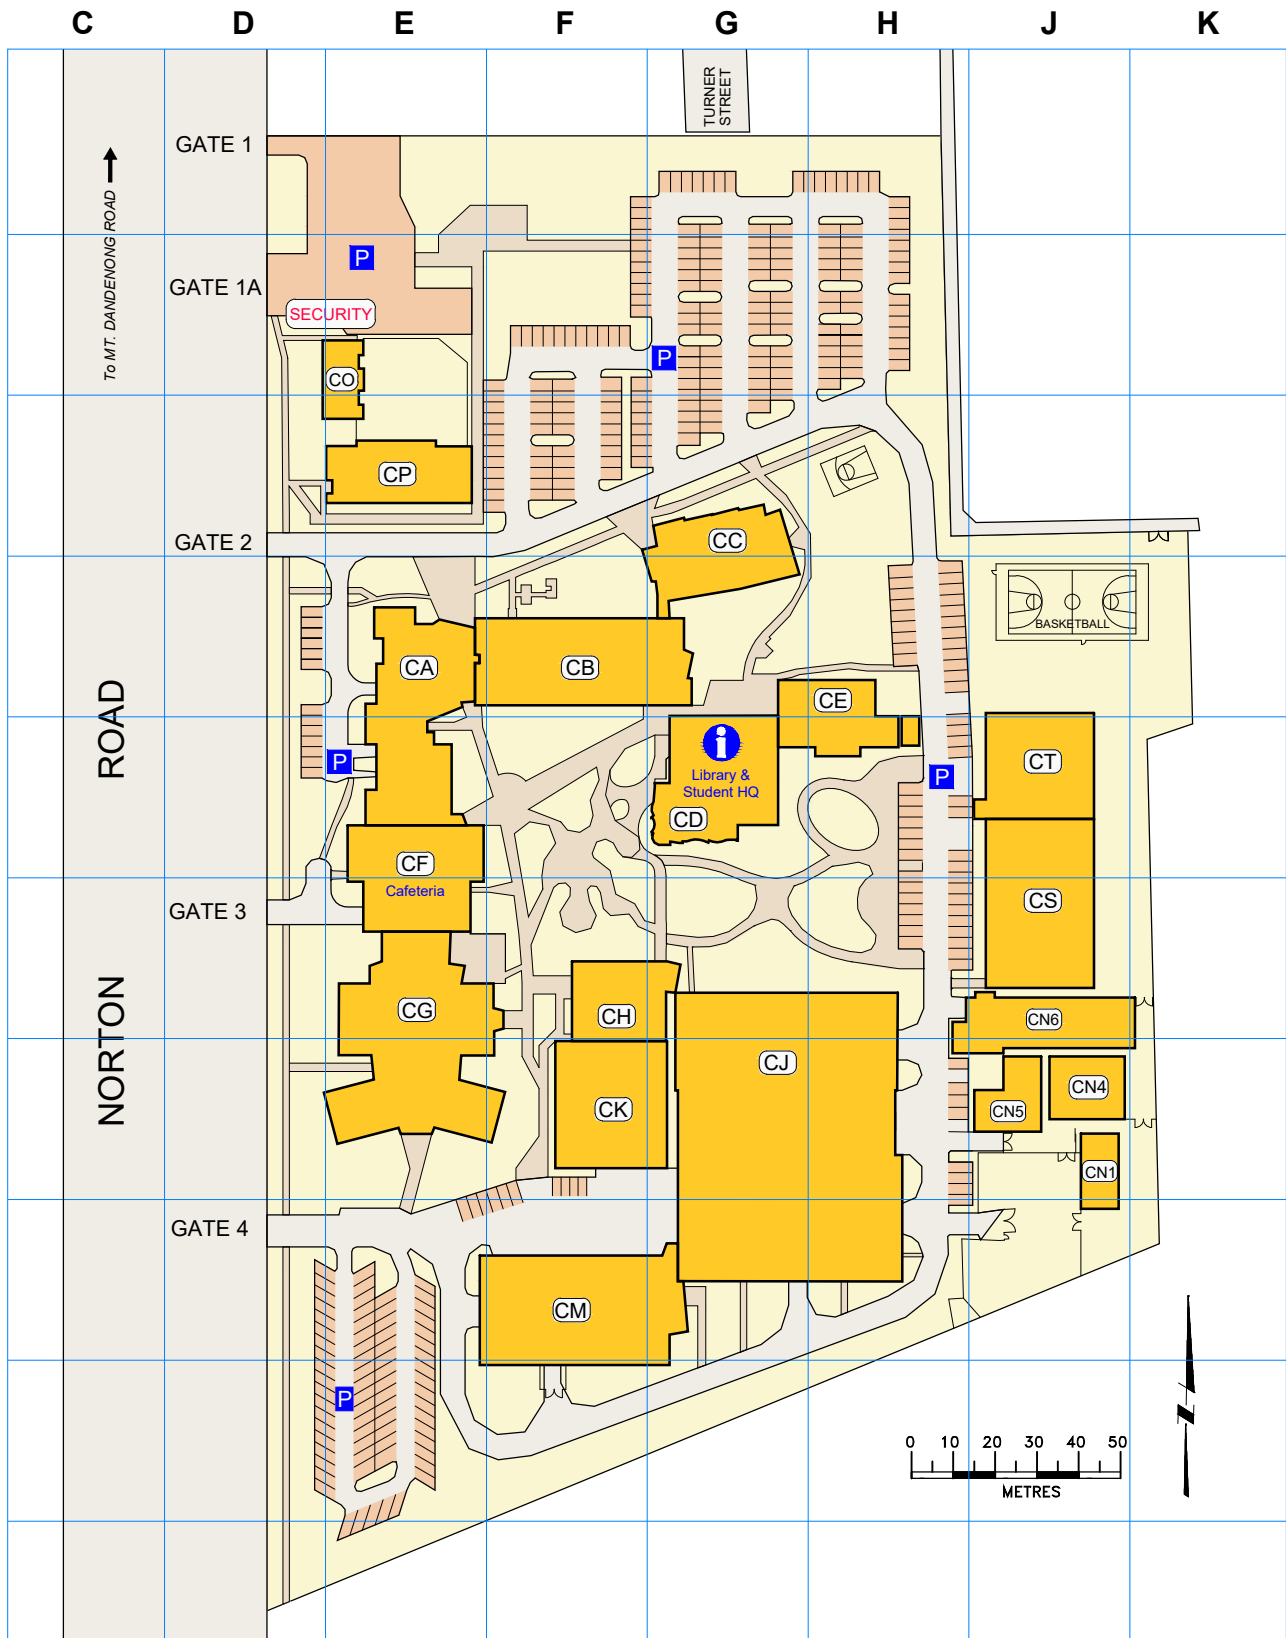 C D E F G H J K
TURNER
STREET
GATE 1
To MT. DANDENONG ROAD
P
GATE 1A
SECURITY
P
CO
CP
GATE 2
CC
BASKETBALL
CA
CB
CE
ROAD
P
i
Library &
Student HQ
P
CT
CD
CF
Cafeteria
CS
GATE 3
NORTON
CG
CH
CN6
CJ
CK
CN5
CN4
CN1
GATE 4
CM
P
0 10 20 30 40 50
METRES
N